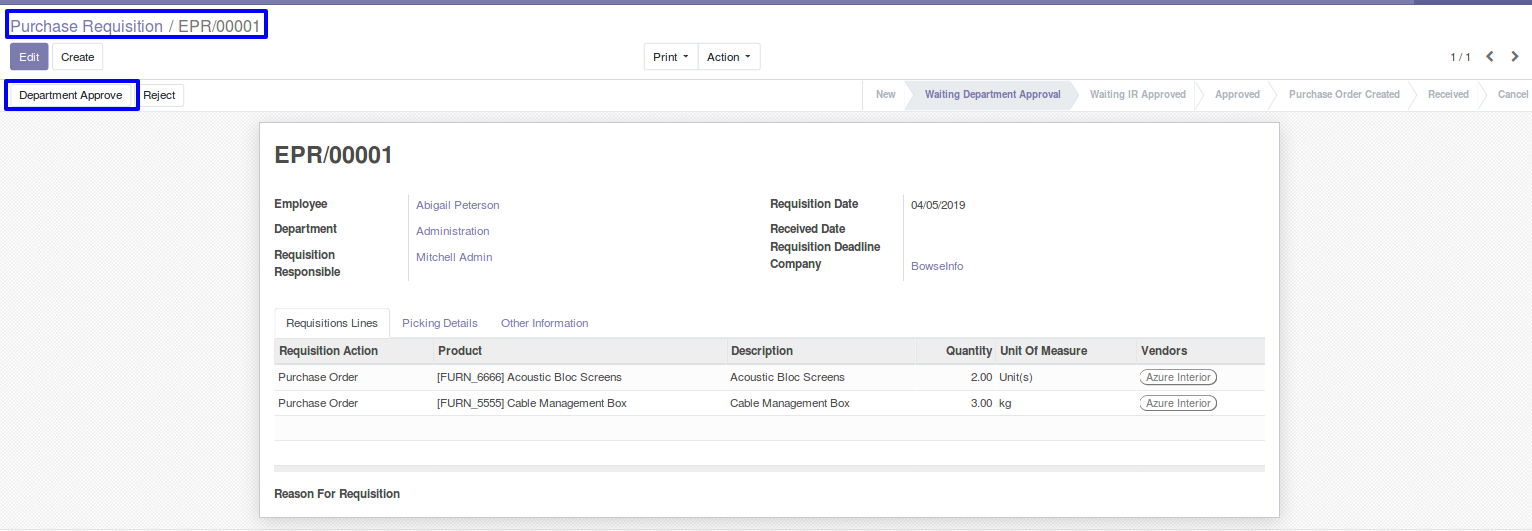 Purchase Requisition / EPR/00001
Edit Create Print Action 1 / 1
Department Approve Reject New Waiting Department Approval Waiting IR Approved Approved Purchase Order Created Received Cancel
EPR/00001
Employee Abigail Peterson Requisition Date 04/05/2019
Department Administration Received Date
Requisition Responsible Mitchell Admin Requisition Deadline
Company BowseInfo
Requisitions Lines Picking Details Other Information
Requisition Action Product Description Quantity Unit Of Measure Vendors
Purchase Order [FURN_6666] Acoustic Bloc Screens Acoustic Bloc Screens 2.00 Unit(s) Azure Interior
Purchase Order [FURN_5555] Cable Management Box Cable Management Box 3.00 kg Azure Interior
Reason For Requisition